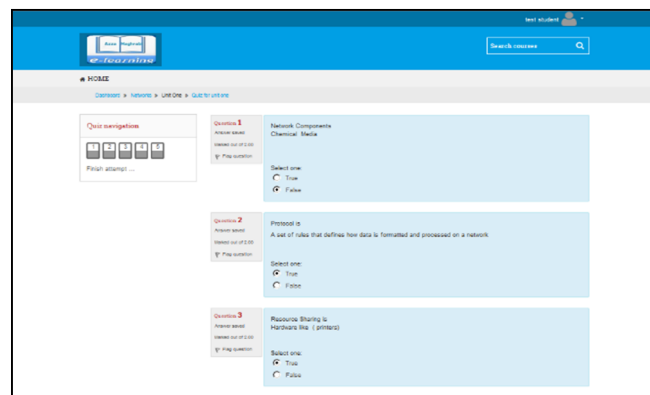 test student
e-learning
Search courses
HOME
Dashboard ► Networks ► Unit One ► Quiz for unit one
Quiz navigation
1 2 3 4 5
Finish attempt ...
Question 1
Answer saved
Marked out of 2.00
Flag question
Network Components
Chemical Media
Select one:
True
False
Question 2
Answer saved
Marked out of 2.00
Flag question
Protocol is
A set of rules that defines how data is formatted and processed on a network
Select one:
True
False
Question 3
Answer saved
Marked out of 2.00
Flag question
Resource Sharing is
Hardware like ( printers)
Select one:
True
False